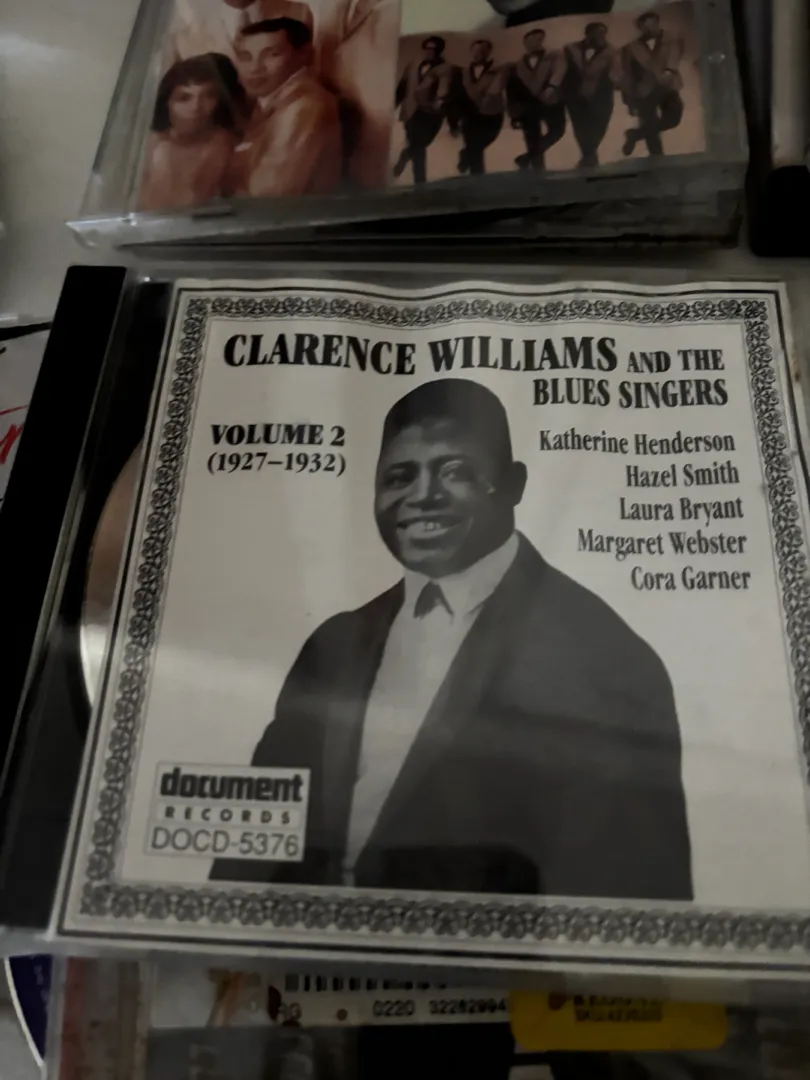 CLARENCE WILLIAMS AND THE
BLUES SINGERS
VOLUME 2
(1927–1932)
Katherine Henderson
Hazel Smith
Laura Bryant
Margaret Webster
Cora Garner
document
RECORDS
DOCD-5376
0220